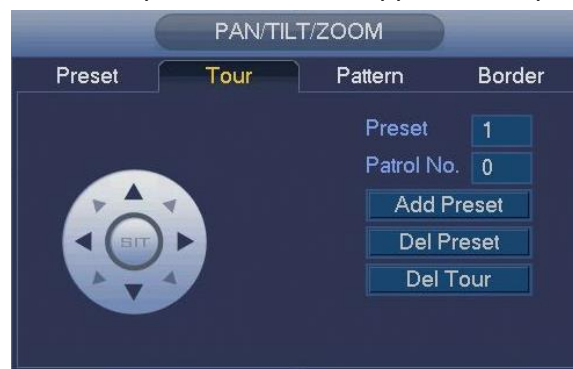 PAN/TILT/ZOOM
Preset Tour Pattern Border
Preset 1
Patrol No. 0
Add Preset
SIT Del Preset
Del Tour